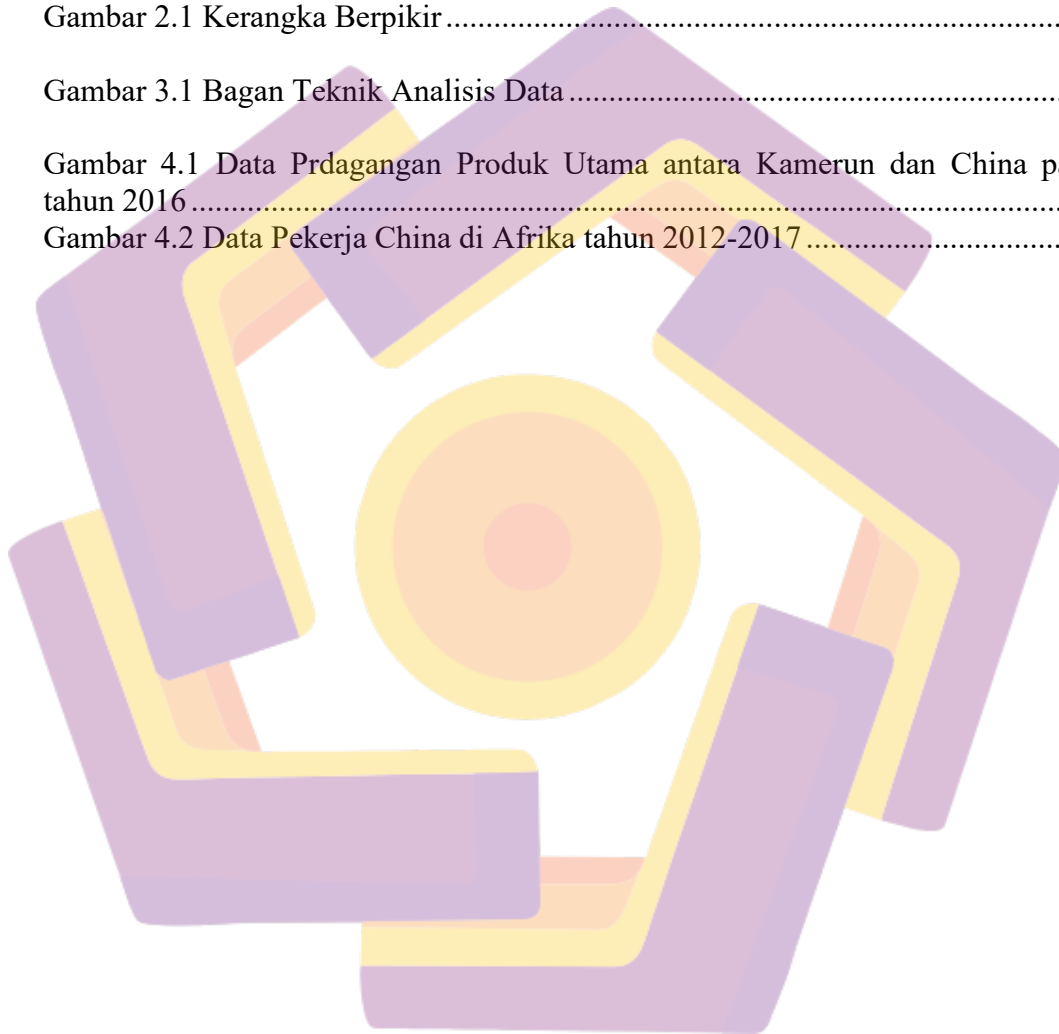 Gambar 2.1 Kerangka Berpikir................................................................................
Gambar 3.1 Bagan Teknik Analisis Data................................................................
Gambar 4.1 Data Prdagangan Produk Utama antara Kamerun dan China pa
tahun 2016................................................................................................................
Gambar 4.2 Data Pekerja China di Afrika tahun 2012-2017................................